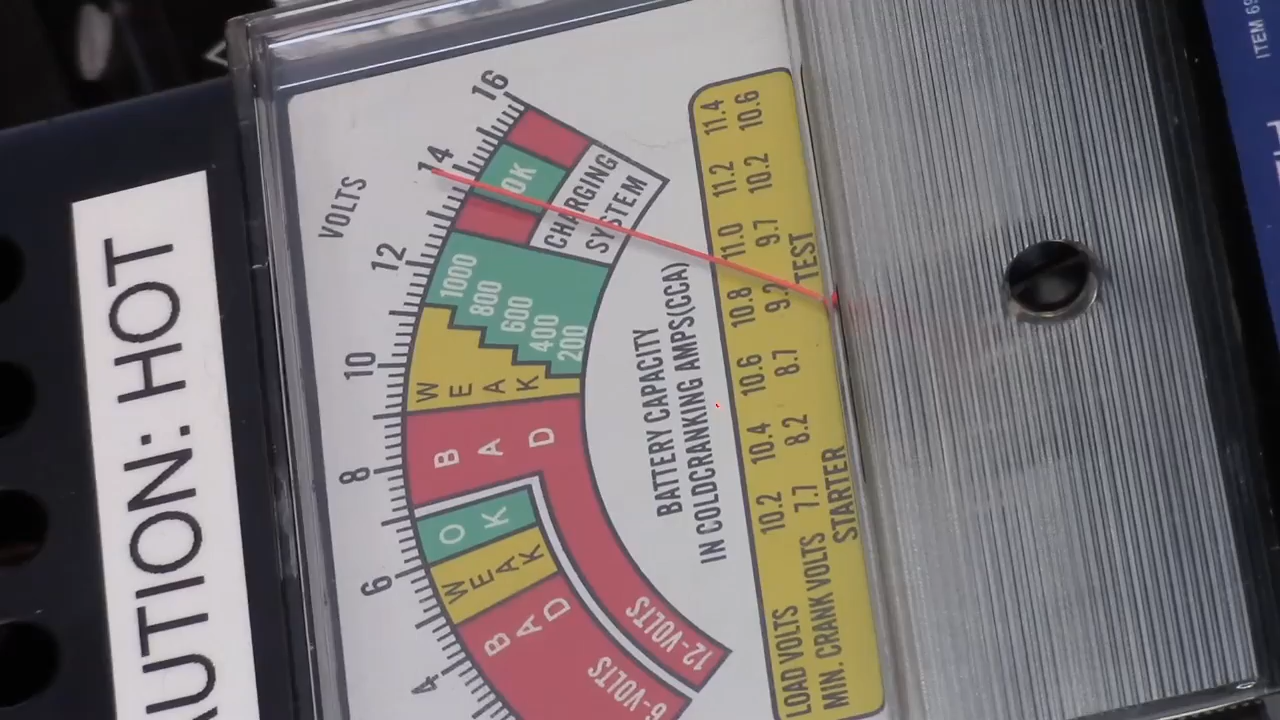 CAUTION: HOT
VOLTS
4 6 8 10 12 14 16
OK
CHARGING
SYSTEM
1000
800
600
400
200
WEAK
BAD
OK
WEAK
BAD
12-VOLTS
6-VOLTS
BATTERY CAPACITY
IN COLDCRANKING AMPS(CCA)
LOAD VOLTS 10.2 10.4 10.6 10.8 11.0 11.2 11.4
MIN. CRANK VOLTS 7.7 8.2 8.7 9.2 9.7 10.2 10.6
STARTER TEST
ITEM 69